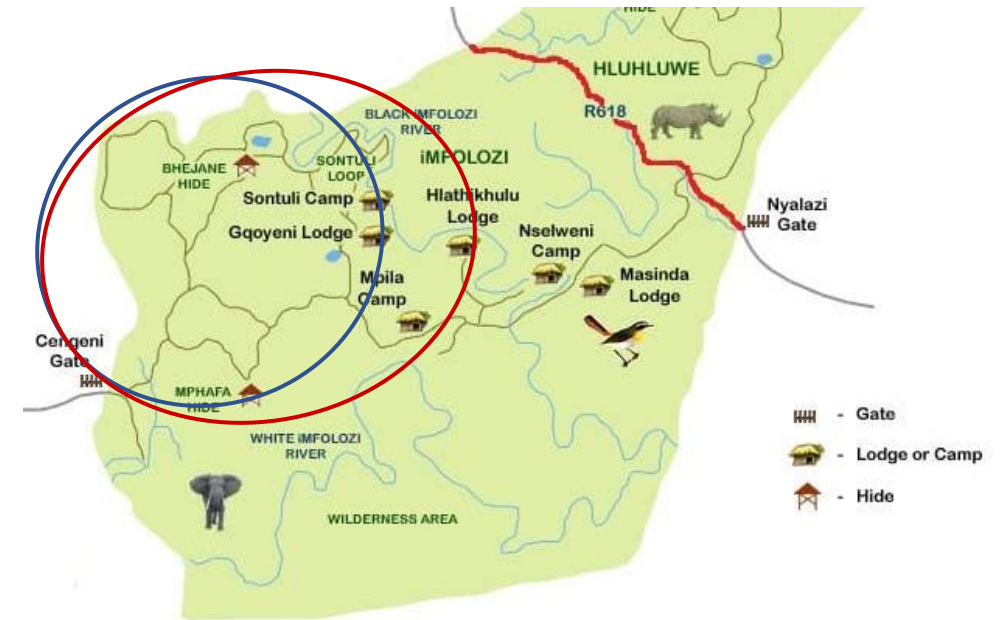 HIDE
HLUHLUWE
R618
BLACK iMFOLOZI
RIVER
iMFOLOZI
BHEJANE
HIDE
SONTULI
LOOP
Sontuli Camp
Hlathikhulu
Lodge
Gqoyeni Lodge
Nyalazi
Gate
Nselweni
Camp
Mpila
Camp
Masinda
Lodge
Cengeni
Gate
MPHAFA
HIDE
WHITE iMFOLOZI
RIVER
WILDERNESS AREA
- Gate
- Lodge or Camp
- Hide